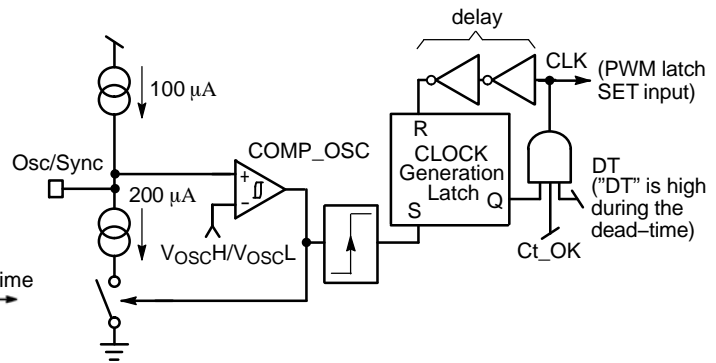 delay
CLK
(PWM latch
SET input)
100 µA
R
CLOCK
Generation
Latch
Q
S
COMP_OSC
Osc/Sync
200 µA
+
−
VOSCH/VOSCL
DT
("DT" is high
during the
dead−time)
Ct_OK
ime